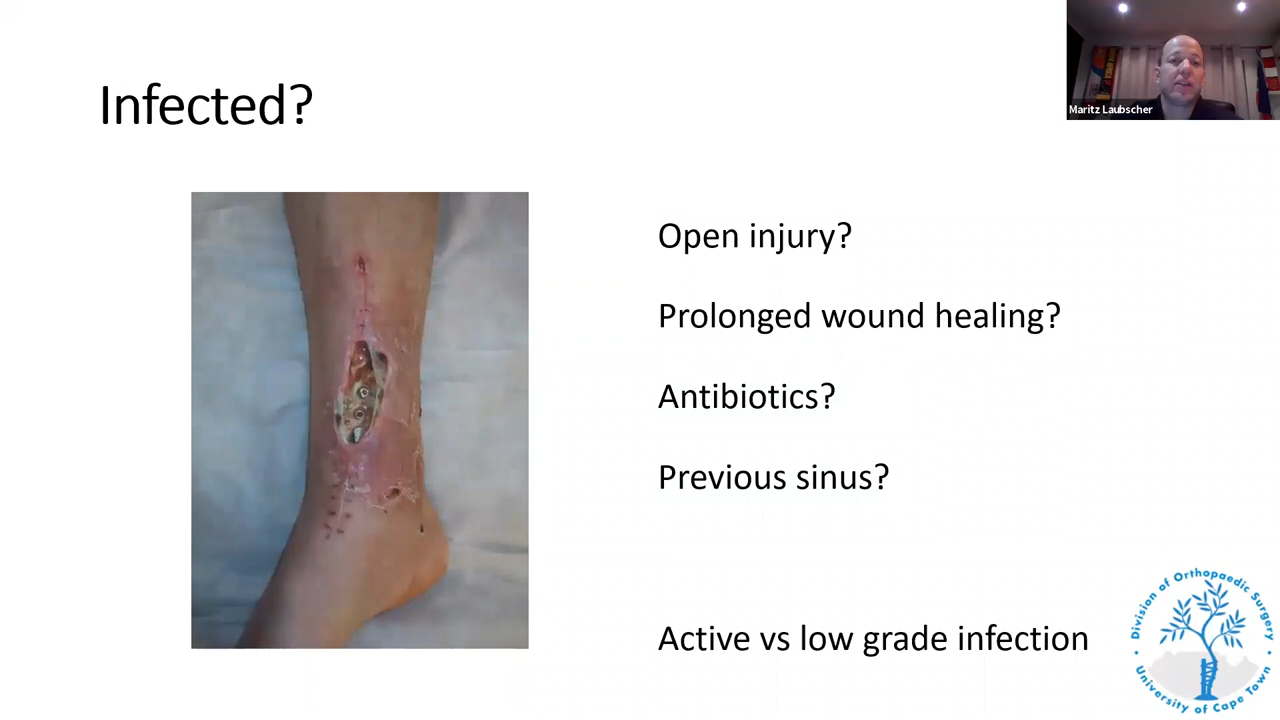 Infected?
Maritz Laubscher
Open injury?
Prolonged wound healing?
Antibiotics?
Previous sinus?
Active vs low grade infection
Division of Orthopaedic Surgery
University of Cape Town